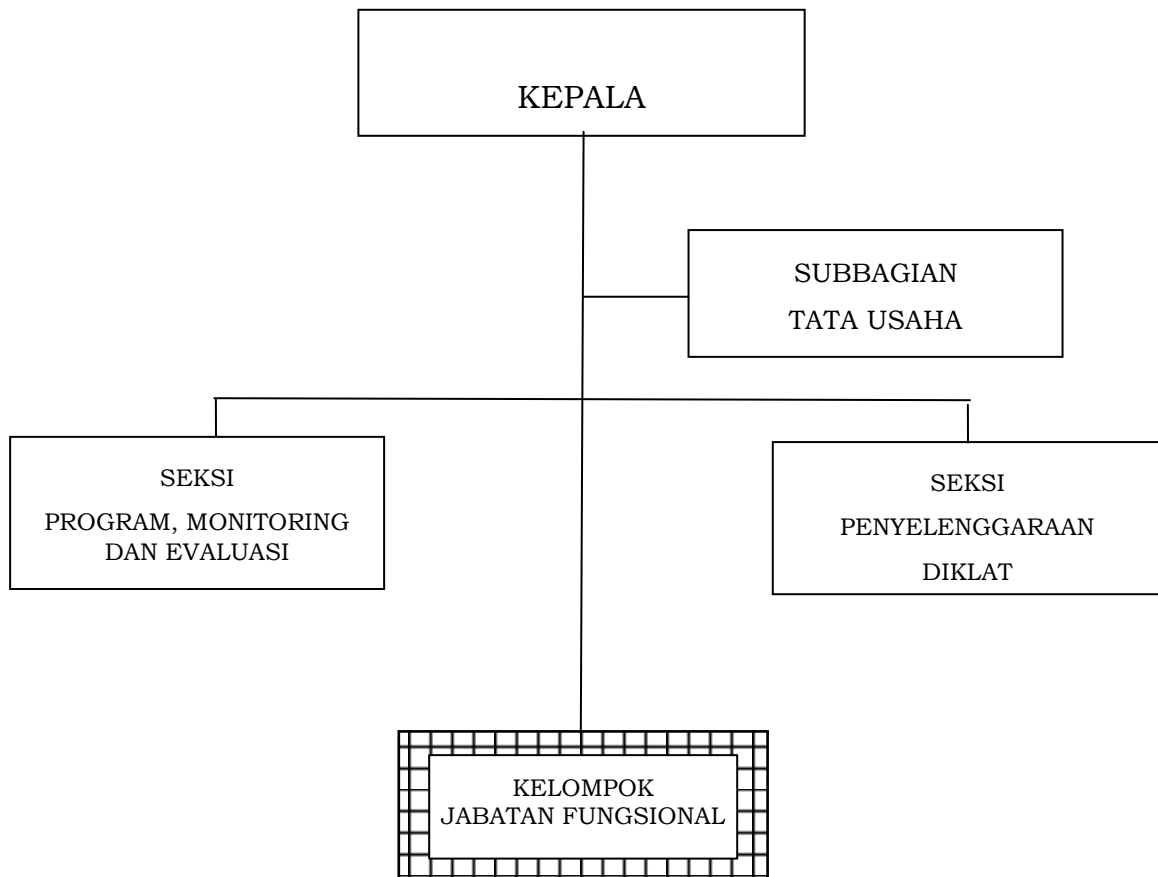 KEPALA
SUBBAGIAN
TATA USAHA
SEKSI
PROGRAM, MONITORING
DAN EVALUASI
SEKSI
PENYELENGGARAAN
DIKLAT
KELOMPOK
JABATAN FUNGSIONAL